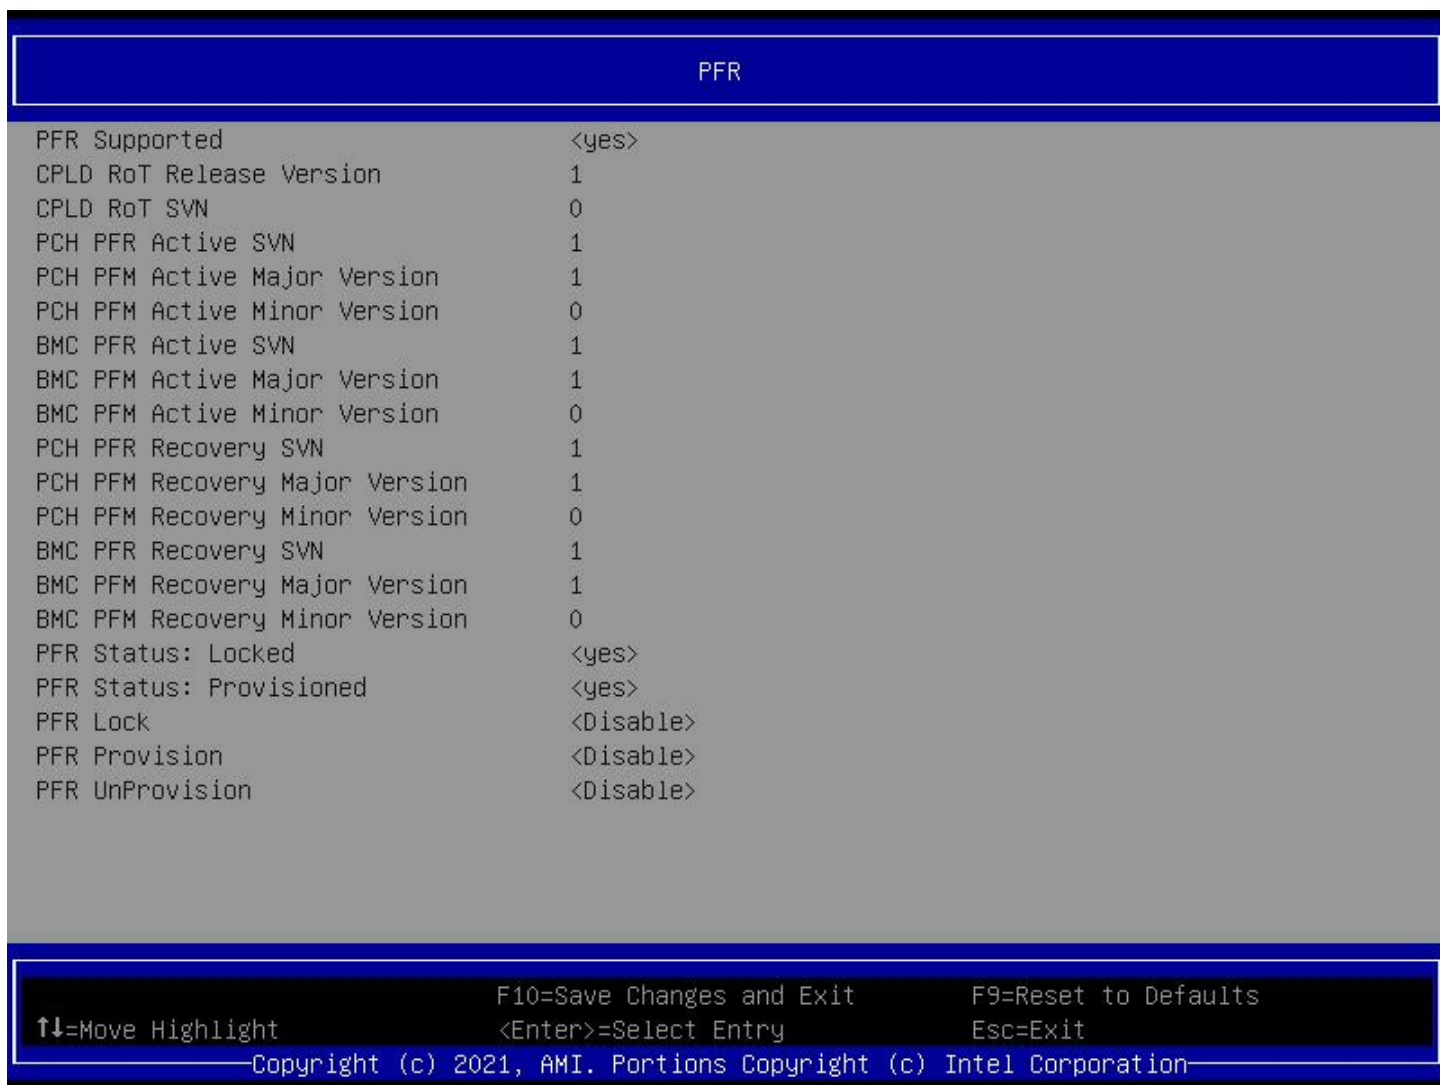 PFR
PFR Supported <yes>
CPLD RoT Release Version 1
CPLD RoT SVN 0
PCH PFR Active SVN 1
PCH PFM Active Major Version 1
PCH PFM Active Minor Version 0
BMC PFR Active SVN 1
BMC PFM Active Major Version 1
BMC PFM Active Minor Version 0
PCH PFR Recovery SVN 1
PCH PFM Recovery Major Version 1
PCH PFM Recovery Minor Version 0
BMC PFR Recovery SVN 1
BMC PFM Recovery Major Version 1
BMC PFM Recovery Minor Version 0
PFR Status: Locked <yes>
PFR Status: Provisioned <yes>
PFR Lock <Disable>
PFR Provision <Disable>
PFR UnProvision <Disable>
F10=Save Changes and Exit F9=Reset to Defaults
↑↓=Move Highlight <Enter>=Select Entry Esc=Exit
Copyright (c) 2021, AMI. Portions Copyright (c) Intel Corporation